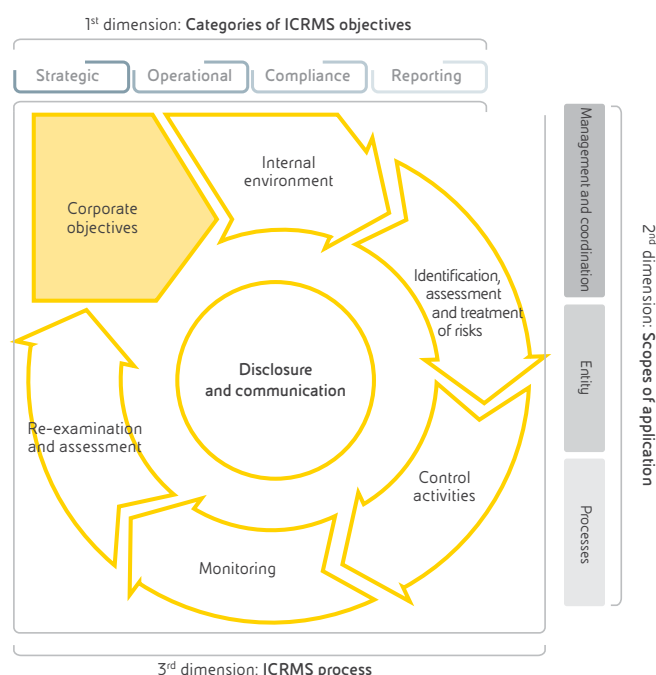 1st dimension: Categories of ICRMS objectives
Strategic
Operational
Compliance
Reporting
Corporate
objectives
Internal
environment
Identification,
assessment
and treatment
of risks
Control
activities
Monitoring
Re-examination
and assessment
Disclosure
and communication
Management and coordination
Entity
Processes
2nd dimension: Scopes of application
3rd dimension: ICRMS process